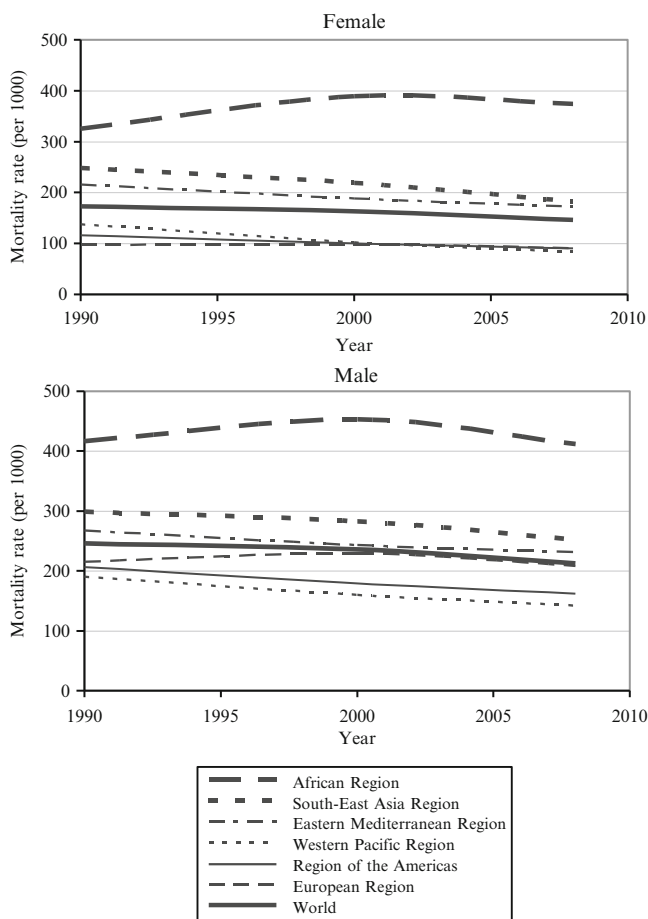 Female
500
400
300
200
100
0
Mortality rate (per 1000)
1990 1995 2000 2005 2010
Year
Male
500
400
300
200
100
0
Mortality rate (per 1000)
1990 1995 2000 2005 2010
Year
African Region
South-East Asia Region
Eastern Mediterranean Region
Western Pacific Region
Region of the Americas
European Region
World